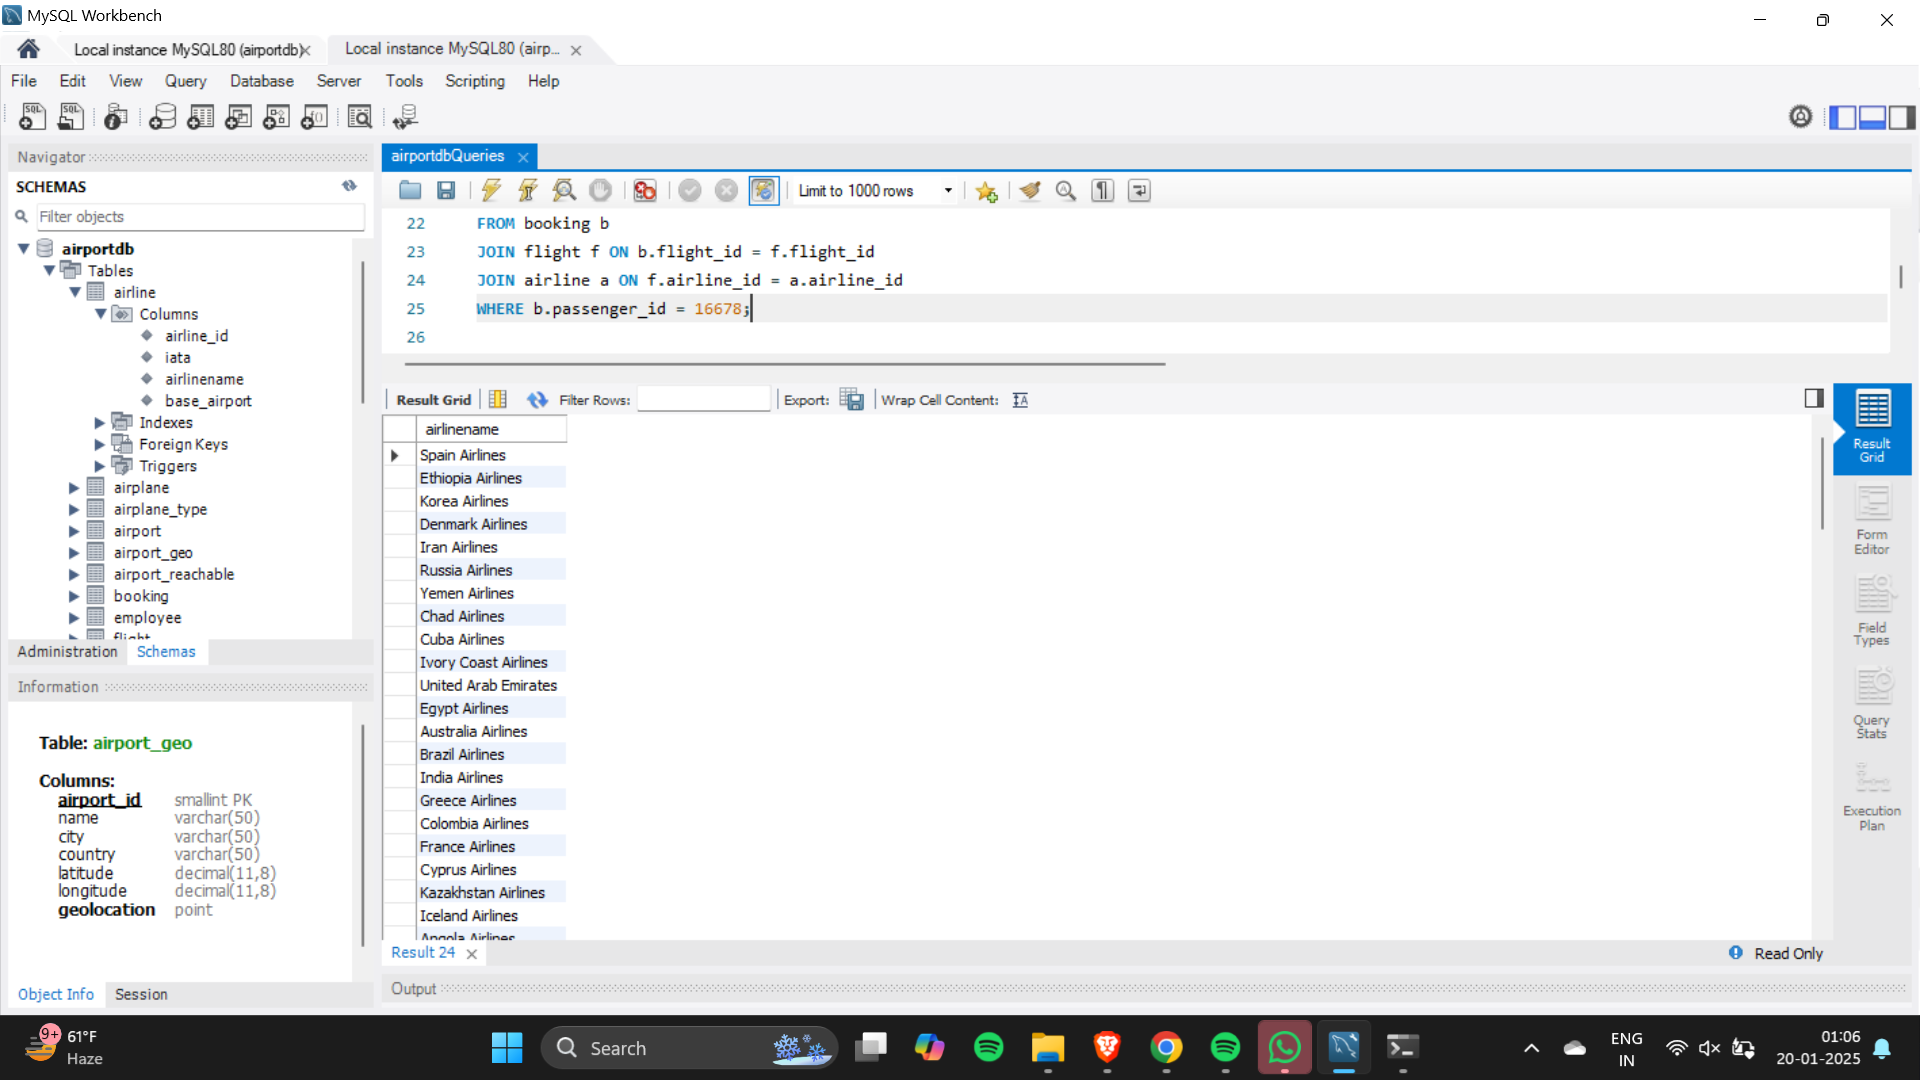 MySQL Workbench
Local instance MySQL80 (airportdb)
Local instance MySQL80 (airp...
File Edit View Query Database Server Tools Scripting Help
Navigator
SCHEMAS
Filter objects
airportdb
Tables
airline
Columns
airline_id
iata
airlinename
base_airport
Indexes
Foreign Keys
Triggers
airplane
airplane_type
airport
airport_geo
airport_reachable
booking
employee
flight
Administration Schemas
Information
Table: airport_geo
Columns:
airport_id smallint PK
name varchar(50)
city varchar(50)
country varchar(50)
latitude decimal(11,8)
longitude decimal(11,8)
geolocation point
Object Info Session
airportdbQueries
Limit to 1000 rows
22 FROM booking b
23 JOIN flight f ON b.flight_id = f.flight_id
24 JOIN airline a ON f.airline_id = a.airline_id
25 WHERE b.passenger_id = 16678;
26
Result Grid Filter Rows: Export: Wrap Cell Content:
airlinename
Spain Airlines
Ethiopia Airlines
Korea Airlines
Denmark Airlines
Iran Airlines
Russia Airlines
Yemen Airlines
Chad Airlines
Cuba Airlines
Ivory Coast Airlines
United Arab Emirates
Egypt Airlines
Australia Airlines
Brazil Airlines
India Airlines
Greece Airlines
Colombia Airlines
France Airlines
Cyprus Airlines
Kazakhstan Airlines
Iceland Airlines
Angola Airlines
Result 24
Read Only
Output
Result
Grid
Form
Editor
Field
Types
Query
Stats
Execution
Plan
9+
61°F
Haze
Search
ENG
IN
01:06
20-01-2025